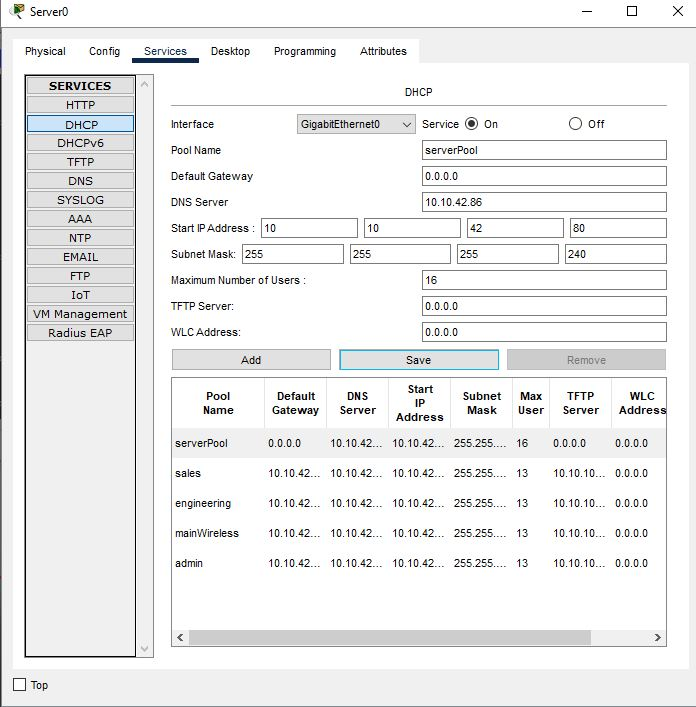 Server0
Physical Config Services Desktop Programming Attributes
SERVICES
HTTP
DHCP
DHCPv6
TFTP
DNS
SYSLOG
AAA
NTP
EMAIL
FTP
IoT
VM Management
Radius EAP
DHCP
Interface GigabitEthernet0 Service On Off
Pool Name serverPool
Default Gateway 0.0.0.0
DNS Server 10.10.42.86
Start IP Address : 10 10 42 80
Subnet Mask: 255 255 255 240
Maximum Number of Users : 16
TFTP Server: 0.0.0.0
WLC Address: 0.0.0.0
Add Save Remove
Pool Name Default Gateway DNS Server Start IP Address Subnet Mask Max User TFTP Server WLC Address
serverPool 0.0.0.0 10.10.42... 10.10.42... 255.255.... 16 0.0.0.0 0.0.0.0
sales 10.10.42... 10.10.42... 10.10.42... 255.255.... 13 10.10.10... 0.0.0.0
engineering 10.10.42... 10.10.42... 10.10.42... 255.255.... 13 10.10.10... 0.0.0.0
mainWireless 10.10.42... 10.10.42... 10.10.42... 255.255.... 13 10.10.10... 0.0.0.0
admin 10.10.42... 10.10.42... 10.10.42... 255.255.... 13 10.10.10... 0.0.0.0
Top